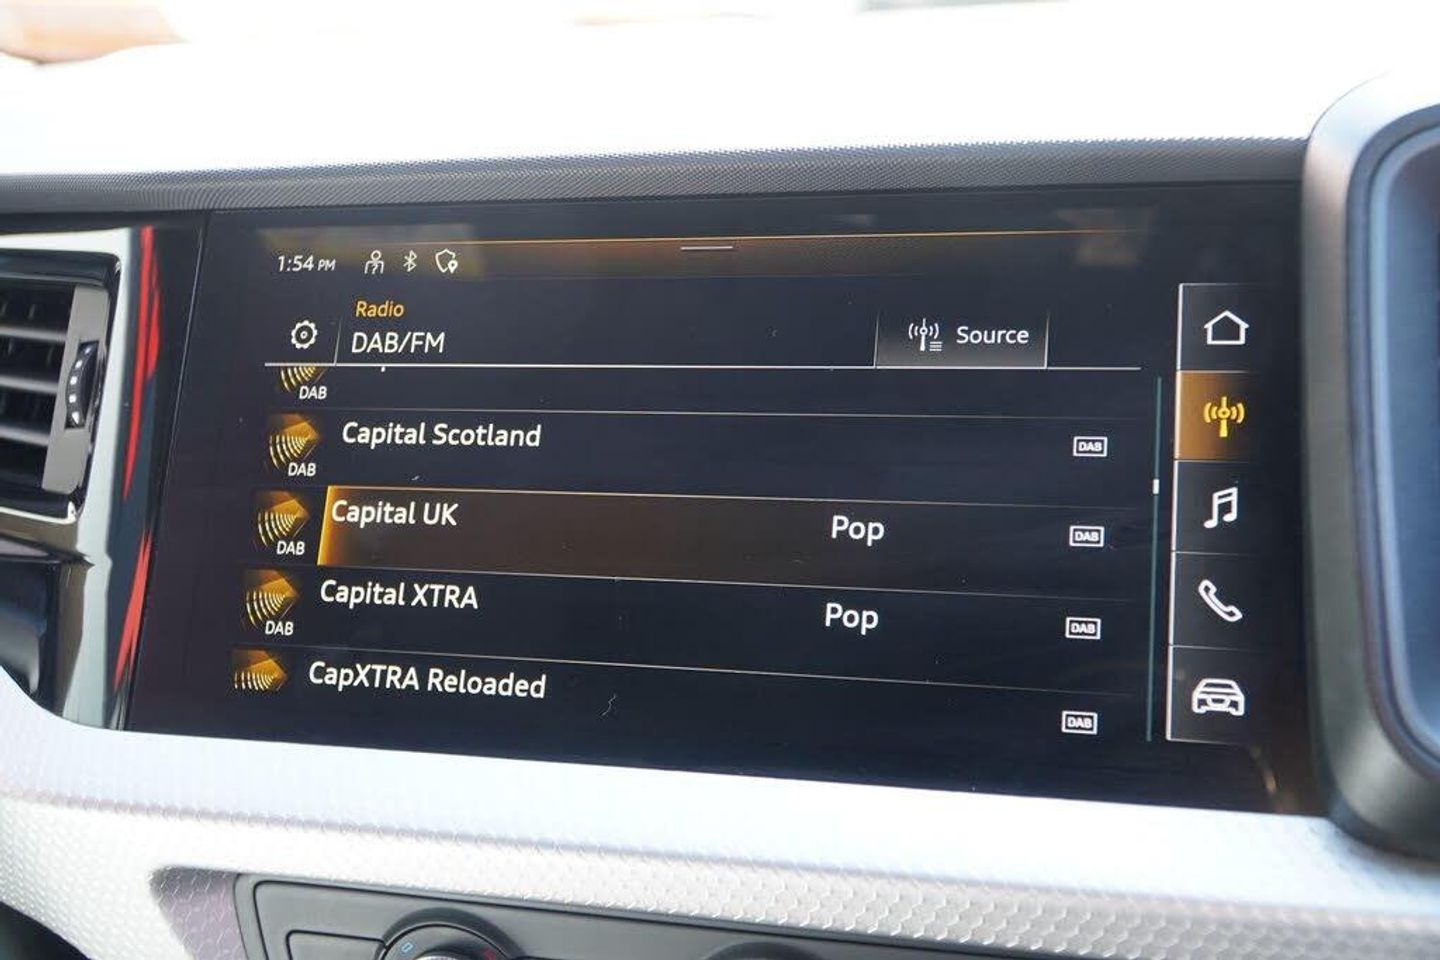 1:54 PM
Radio
DAB/FM
Source
DAB
Capital Scotland
DAB
DAB
Capital UK
Pop
DAB
DAB
Capital XTRA
Pop
DAB
DAB
CapXTRA Reloaded
DAB